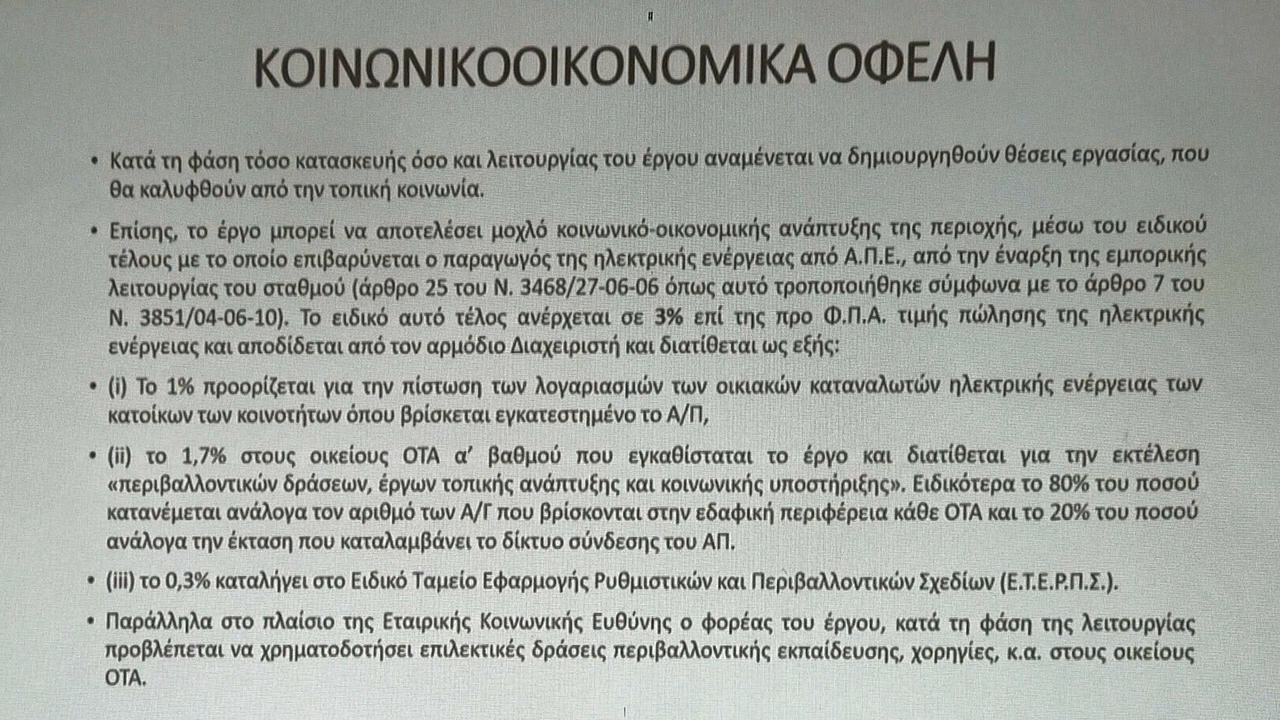 ΚΟΙΝΩΝΙΚΟΟΙΚΟΝΟΜΙΚΑ ΟΦΕΛΗ
• Κατά τη φάση τόσο κατασκευής όσο και λειτουργίας του έργου αναμένεται να δημιουργηθούν θέσεις εργασίας, που
θα καλυφθούν από την τοπική κοινωνία.
• Επίσης, το έργο μπορεί να αποτελέσει μοχλό κοινωνικό-οικονομικής ανάπτυξης της περιοχής, μέσω του ειδικού
τέλους με το οποίο επιβαρύνεται ο παραγωγός της ηλεκτρικής ενέργειας από Α.Π.Ε., από την έναρξη της εμπορικής
λειτουργίας του σταθμού (άρθρο 25 του Ν. 3468/27-06-06 όπως αυτό τροποποιήθηκε σύμφωνα με το άρθρο 7 του
Ν. 3851/04-06-10). Το ειδικό αυτό τέλος ανέρχεται σε 3% επί της προ Φ.Π.Α. τιμής πώλησης της ηλεκτρικής
ενέργειας και αποδίδεται από τον αρμόδιο Διαχειριστή και διατίθεται ως εξής:
• (i) Το 1% προορίζεται για την πίστωση των λογαριασμών των οικιακών καταναλωτών ηλεκτρικής ενέργειας των
κατοίκων των κοινοτήτων όπου βρίσκεται εγκατεστημένο το Α/Π,
• (ii) το 1,7% στους οικείους ΟΤΑ α’ βαθμού που εγκαθίσταται το έργο και διατίθεται για την εκτέλεση
«περιβαλλοντικών δράσεων, έργων τοπικής ανάπτυξης και κοινωνικής υποστήριξης». Ειδικότερα το 80% του ποσού
κατανέμεται ανάλογα τον αριθμό των Α/Γ που βρίσκονται στην εδαφική περιφέρεια κάθε ΟΤΑ και το 20% του ποσού
ανάλογα την έκταση που καταλαμβάνει το δίκτυο σύνδεσης του ΑΠ.
• (iii) το 0,3% καταλήγει στο Ειδικό Ταμείο Εφαρμογής Ρυθμιστικών και Περιβαλλοντικών Σχεδίων (Ε.Τ.Ε.Ρ.Π.Σ.).
• Παράλληλα στο πλαίσιο της Εταιρικής Κοινωνικής Ευθύνης ο φορέας του έργου, κατά τη φάση της λειτουργίας
προβλέπεται να χρηματοδοτήσει επιλεκτικές δράσεις περιβαλλοντικής εκπαίδευσης, χορηγίες, κ.α. στους οικείους
ΟΤΑ.